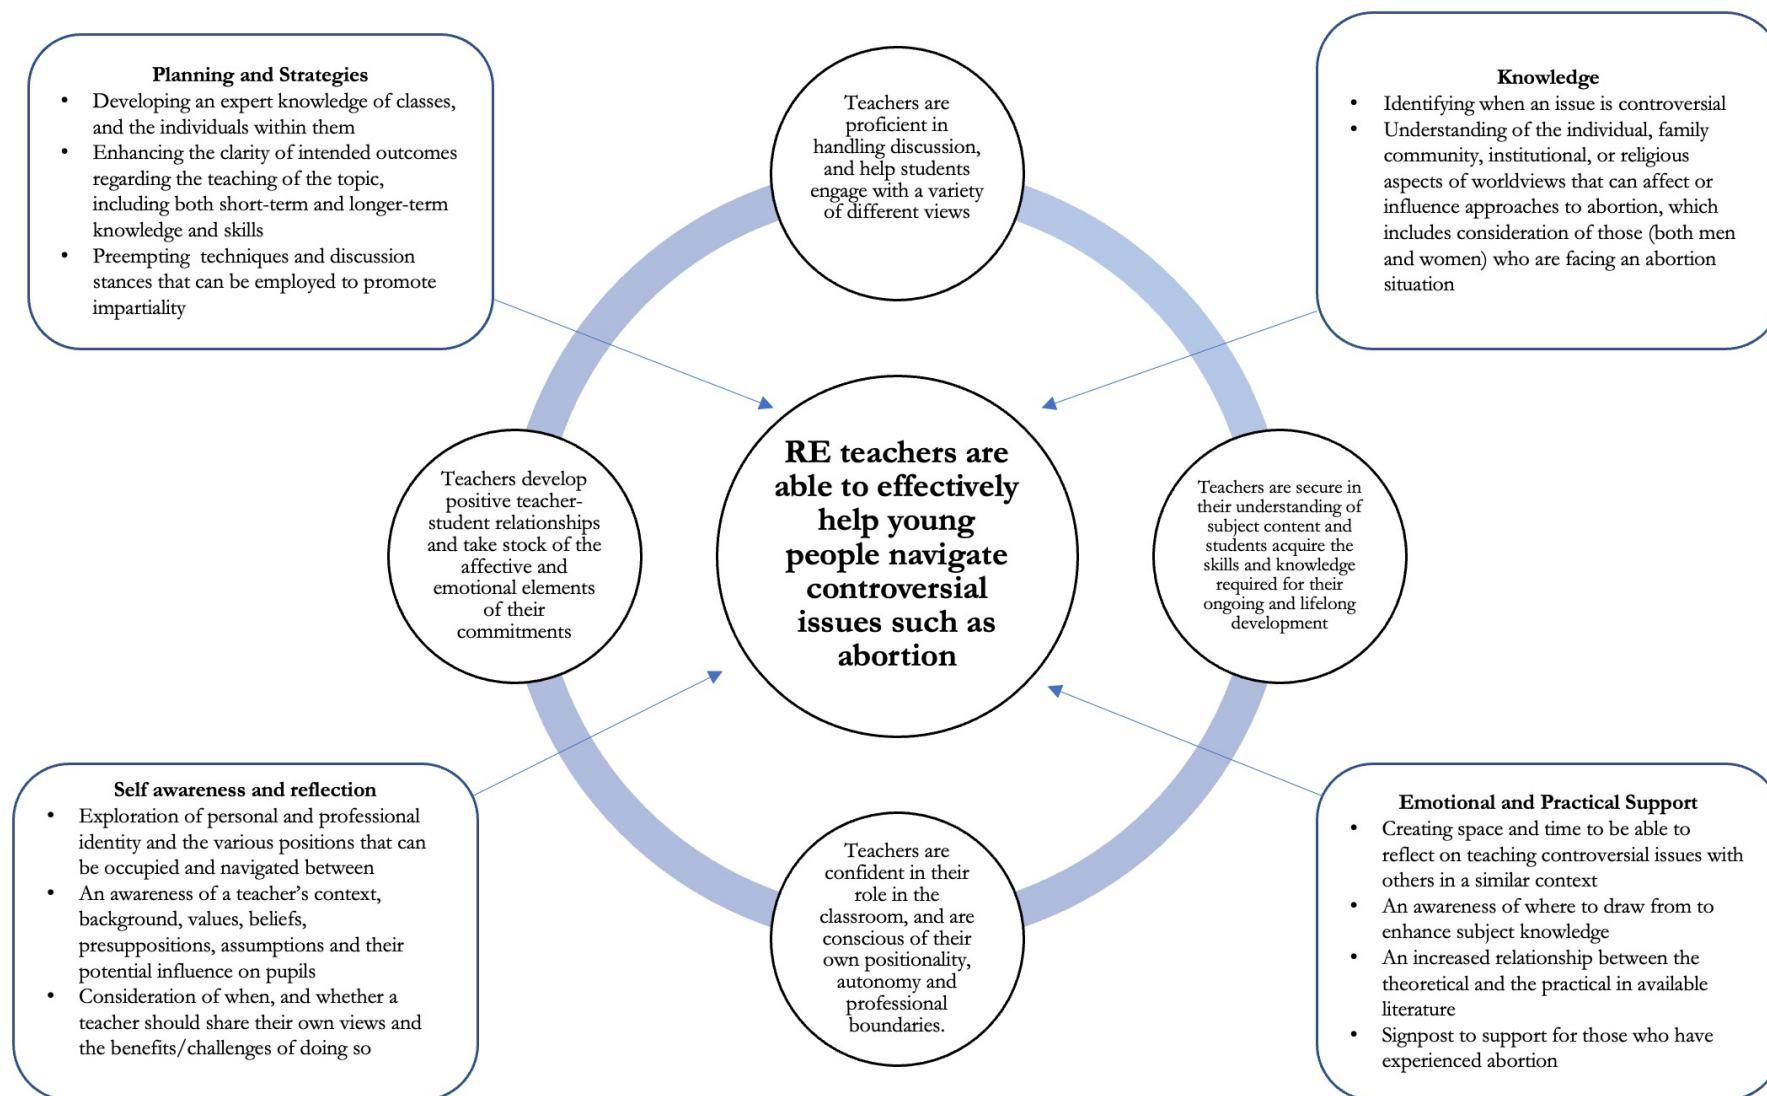 Planning and Strategies
• Developing an expert knowledge of classes,
and the individuals within them
• Enhancing the clarity of intended outcomes
regarding the teaching of the topic,
including both short-term and longer-term
knowledge and skills
• Preempting techniques and discussion
stances that can be employed to promote
impartiality
Teachers are
proficient in
handling discussion,
and help students
engage with a variety
of different views
Knowledge
• Identifying when an issue is controversial
• Understanding of the individual, family
community, institutional, or religious
aspects of worldviews that can affect or
influence approaches to abortion, which
includes consideration of those (both men
and women) who are facing an abortion
situation
Teachers develop
positive teacher-
student relationships
and take stock of the
affective and
emotional elements
of their
commitments
RE teachers are
able to effectively
help young
people navigate
controversial
issues such as
abortion
Teachers are secure in
their understanding of
subject content and
students acquire the
skills and knowledge
required for their
ongoing and lifelong
development
Self awareness and reflection
• Exploration of personal and professional
identity and the various positions that can
be occupied and navigated between
• An awareness of a teacher’s context,
background, values, beliefs,
presuppositions, assumptions and their
potential influence on pupils
• Consideration of when, and whether a
teacher should share their own views and
the benefits/challenges of doing so
Teachers are
confident in their
role in the
classroom, and are
conscious of their
own positionality,
autonomy and
professional
boundaries.
Emotional and Practical Support
• Creating space and time to be able to
reflect on teaching controversial issues with
others in a similar context
• An awareness of where to draw from to
enhance subject knowledge
• An increased relationship between the
theoretical and the practical in available
literature
• Signpost to support for those who have
experienced abortion